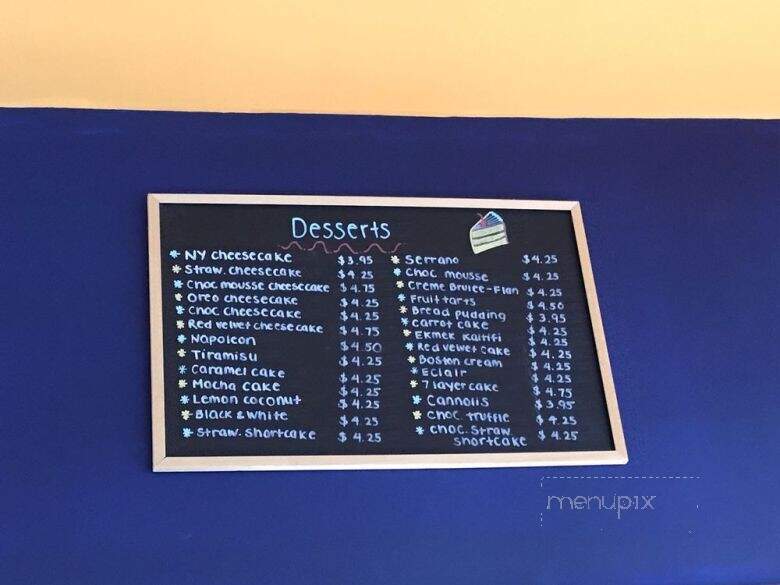 Desserts
* NY cheesecake $3.95
* Straw. cheesecake $4.25
* Choc mousse cheesecake $4.75
* Oreo cheesecake $4.25
* Choc cheesecake $4.25
* Red velvet cheesecake $4.75
* Napoleon $4.50
* Tiramisu $4.25
* Caramel cake $4.25
* Mocha cake $4.25
* Lemon coconut $4.25
* Black & White $4.25
* Straw. Shortcake $4.25
* Serrano $4.25
* Choc. mousse $4.25
* Creme Brulee-Flan $4.25
* Fruit tarts $4.50
* Bread pudding $3.95
* Carrot cake $4.25
* Ekmek Kaitifi $4.25
* Red velvet cake $4.25
* Boston cream $4.25
* Eclair $4.25
* 7 layer cake $4.75
* Cannolis $3.95
* Choc. truffle $4.25
* Choc. Straw shortcake $4.25
menupix